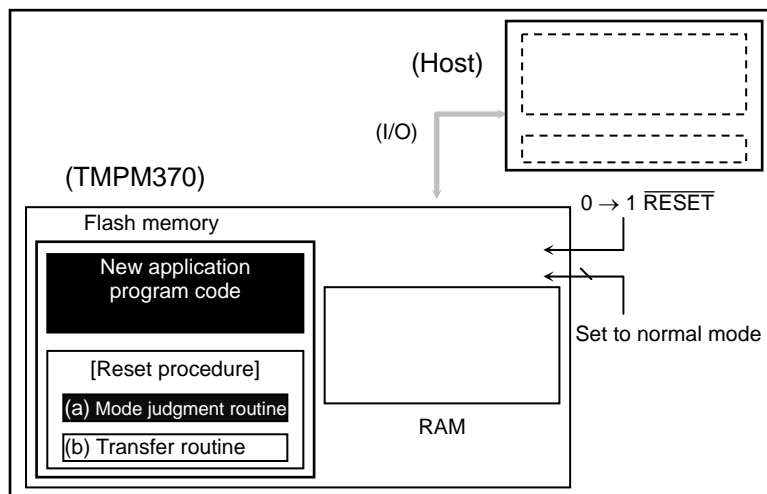 (Host)
(I/O)
(TMPM370)
0 → 1 RESET
Flash memory
New application
program code
Set to normal mode
[Reset procedure]
(a) Mode judgment routine
RAM
(b) Transfer routine